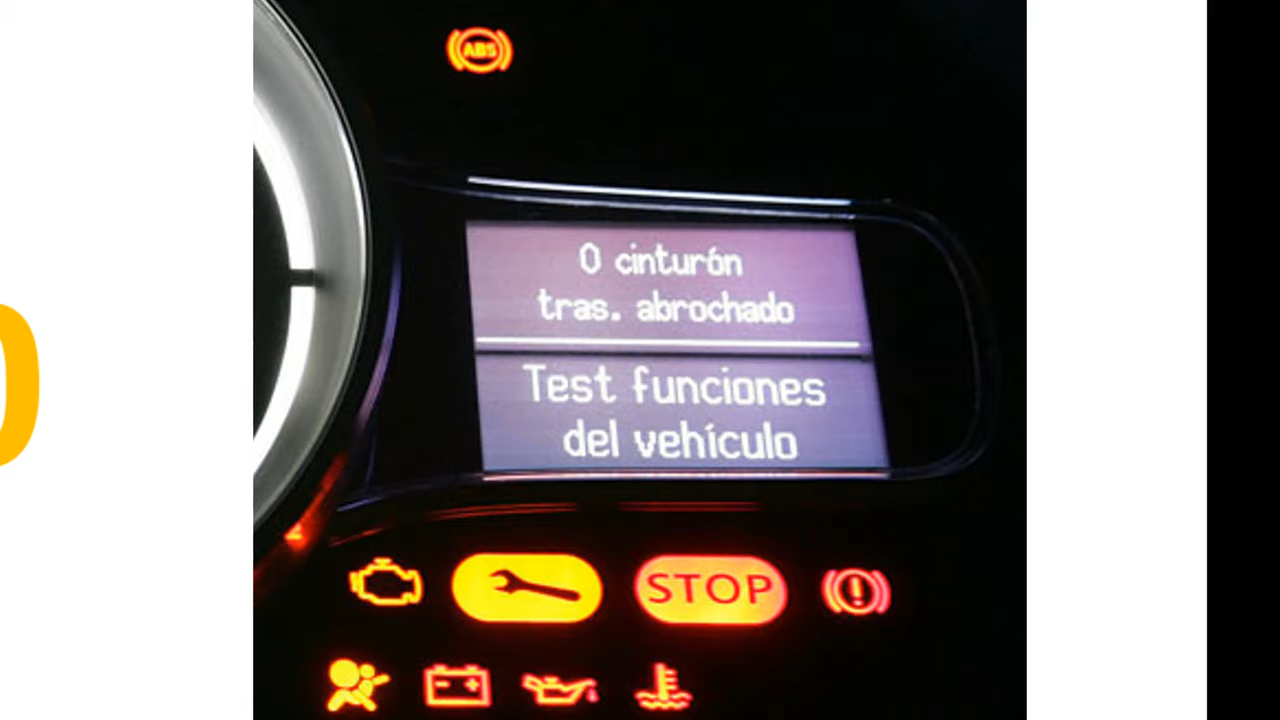 ABS
0 cinturón
tras. abrochado
Test funciones
del vehículo
STOP